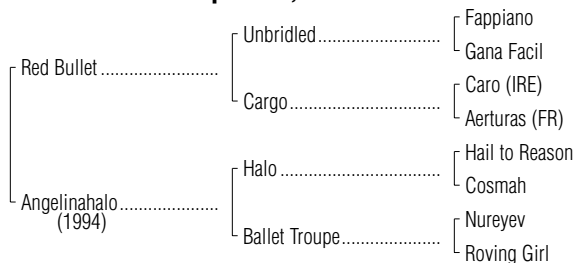 Fappiano
Unbridled
Gana Facil
Red Bullet
Caro (IRE)
Cargo
Aerturas (FR)
Hail to Reason
Halo
Cosmah
Angelinahalo
(1994)
Nureyev
Ballet Troupe
Roving Girl